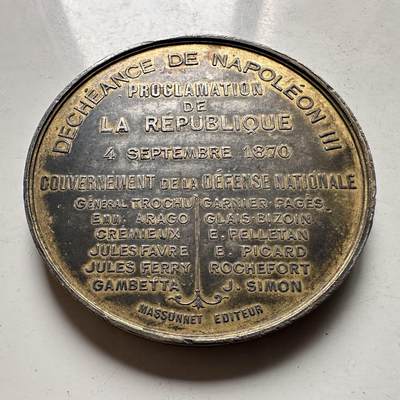 DÉCHÉANCE DE NAPOLÉON III
PROCLAMATION
DE
LA REPUBLIQUE
4 SEPTEMBRE 1870
GOUVERNEMENT DE LA DÉFENSE NATIONALE
GÉNÉRAL TROCHU GARNIER PAGÈS
EMM. ARAGO GLAIS-BIZOIN
CRÉMIEUX E. PELLETAN
JULES FAVRE E. PICARD
JULES FERRY ROCHEFORT
GAMBETTA J. SIMON
MASSONNET EDITEUR